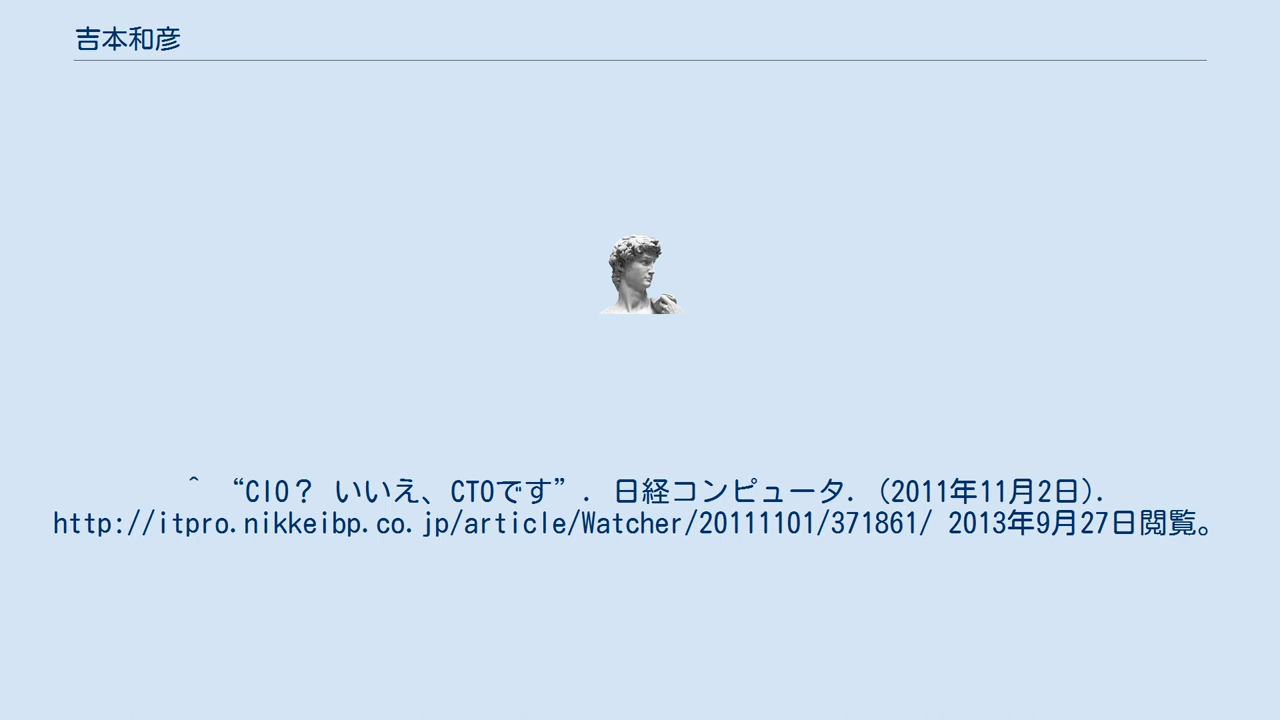 吉本和彦
^ “CIO？ いいえ、CTOです”. 日経コンピュータ. (2011年11月2日).
http://itpro.nikkeibp.co.jp/article/Watcher/20111101/371861/ 2013年9月27日閲覧。